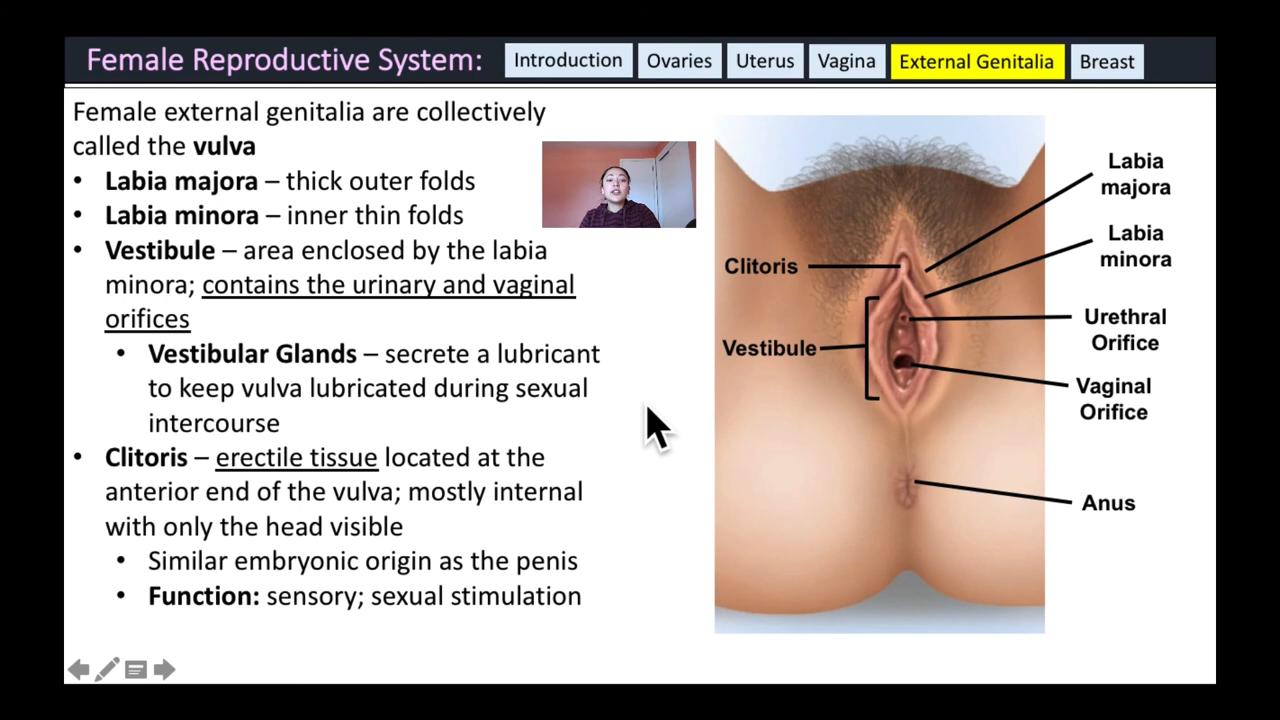 Female Reproductive System: Introduction Ovaries Uterus Vagina External Genitalia Breast
Female external genitalia are collectively
called the vulva
• Labia majora – thick outer folds
• Labia minora – inner thin folds
• Vestibule – area enclosed by the labia
minora; contains the urinary and vaginal
orifices
• Vestibular Glands – secrete a lubricant
to keep vulva lubricated during sexual
intercourse
• Clitoris – erectile tissue located at the
anterior end of the vulva; mostly internal
with only the head visible
• Similar embryonic origin as the penis
• Function: sensory; sexual stimulation
Clitoris
Vestibule
Labia
majora
Labia
minora
Urethral
Orifice
Vaginal
Orifice
Anus